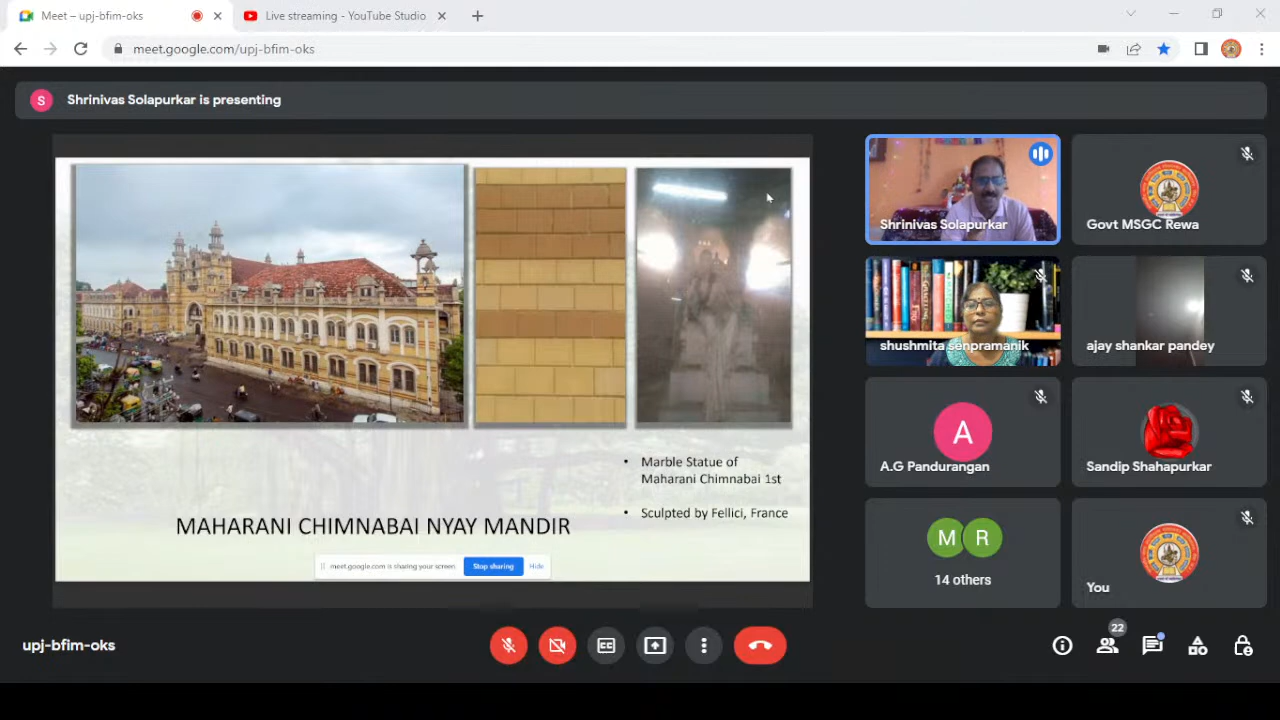 Meet – upj-bfim-oks
Live streaming - YouTube Studio
meet.google.com/upj-bfim-oks
S
Shrinivas Solapurkar is presenting
Shrinivas Solapurkar
Govt MSGC Rewa
shushmita senpramanik
ajay shankar pandey
Marble Statue of
Maharani Chimnabai 1st
Sculpted by Fellici, France
MAHARANI CHIMNABAI NYAY MANDIR
meet.google.com is sharing your screen.
Stop sharing
Hide
A
A.G Pandurangan
Sandip Shahapurkar
M
R
14 others
You
upj-bfim-oks
CC
22